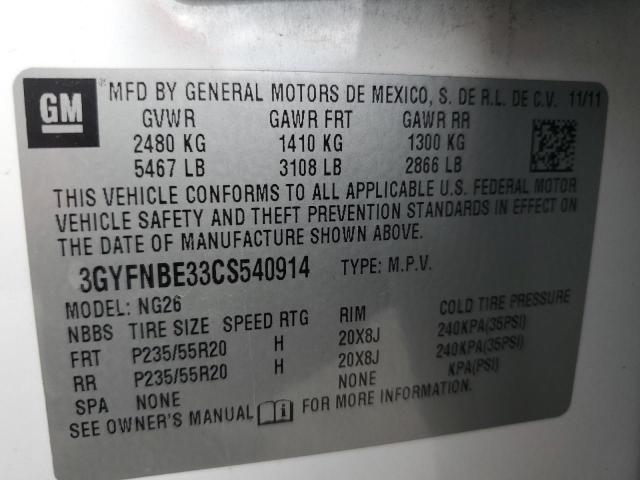 GM
® MFD BY GENERAL MOTORS DE MEXICO, S. DE R.L. DE C.V. 11/11
GVWR GAWR FRT GAWR RR
2480 KG 1410 KG 1300 KG
5467 LB 3108 LB 2866 LB
THIS VEHICLE CONFORMS TO ALL APPLICABLE U.S. FEDERAL MOTOR
VEHICLE SAFETY AND THEFT PREVENTION STANDARDS IN EFFECT ON
THE DATE OF MANUFACTURE SHOWN ABOVE.
3GYFNBE33CS540914 TYPE: M.P.V.
MODEL: NG26
NBBS TIRE SIZE SPEED RTG RIM COLD TIRE PRESSURE
FRT P235/55R20 H 20X8J 240KPA(35PSI)
RR P235/55R20 H 20X8J 240KPA(35PSI)
SPA NONE NONE KPA(PSI)
SEE OWNER'S MANUAL i FOR MORE INFORMATION.